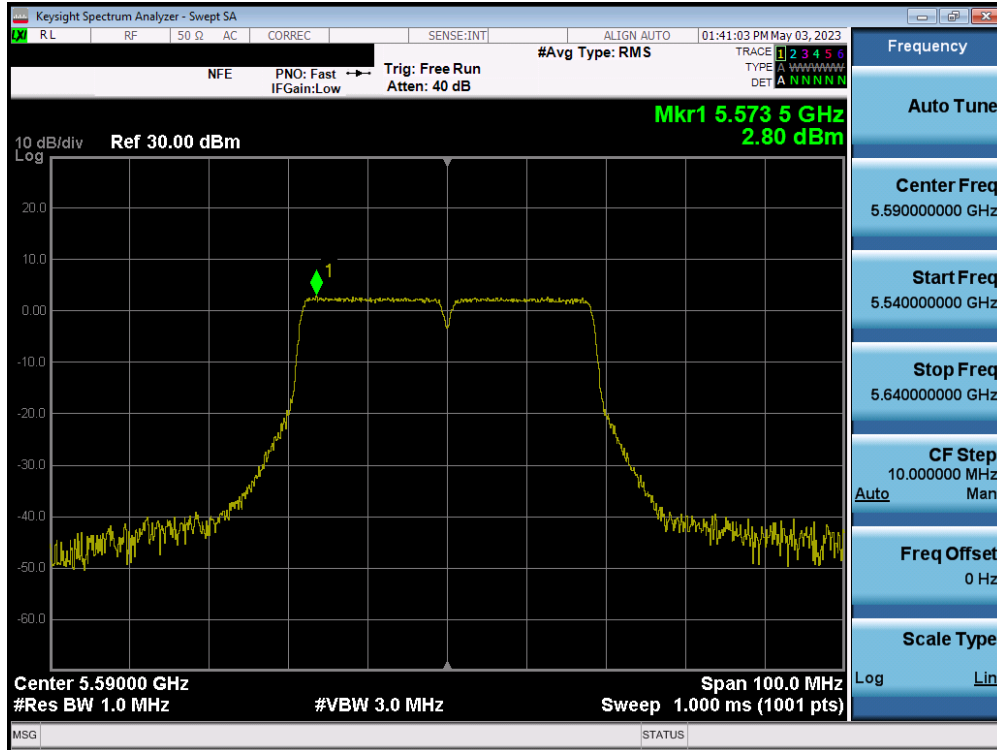 Keysight Spectrum Analyzer - Swept SA
LXI RL RF 50 Ω AC CORREC SENSE:INT ALIGN AUTO 01:41:03 PM May 03, 2023
NFE PNO: Fast IFGain:Low Trig: Free Run Atten: 40 dB #Avg Type: RMS
TRACE 1 2 3 4 5 6
TYPE A WWWWWW
DET A N N N N N
Mkr1 5.573 5 GHz
2.80 dBm
10 dB/div Ref 30.00 dBm
Log
20.0
10.0
1
0.00
-10.0
-20.0
-30.0
-40.0
-50.0
-60.0
Center 5.59000 GHz Span 100.0 MHz
#Res BW 1.0 MHz #VBW 3.0 MHz Sweep 1.000 ms (1001 pts)
MSG STATUS
Frequency
Auto Tune
Center Freq
5.590000000 GHz
Start Freq
5.540000000 GHz
Stop Freq
5.640000000 GHz
CF Step
10.000000 MHz
Auto Man
Freq Offset
0 Hz
Scale Type
Log Lin